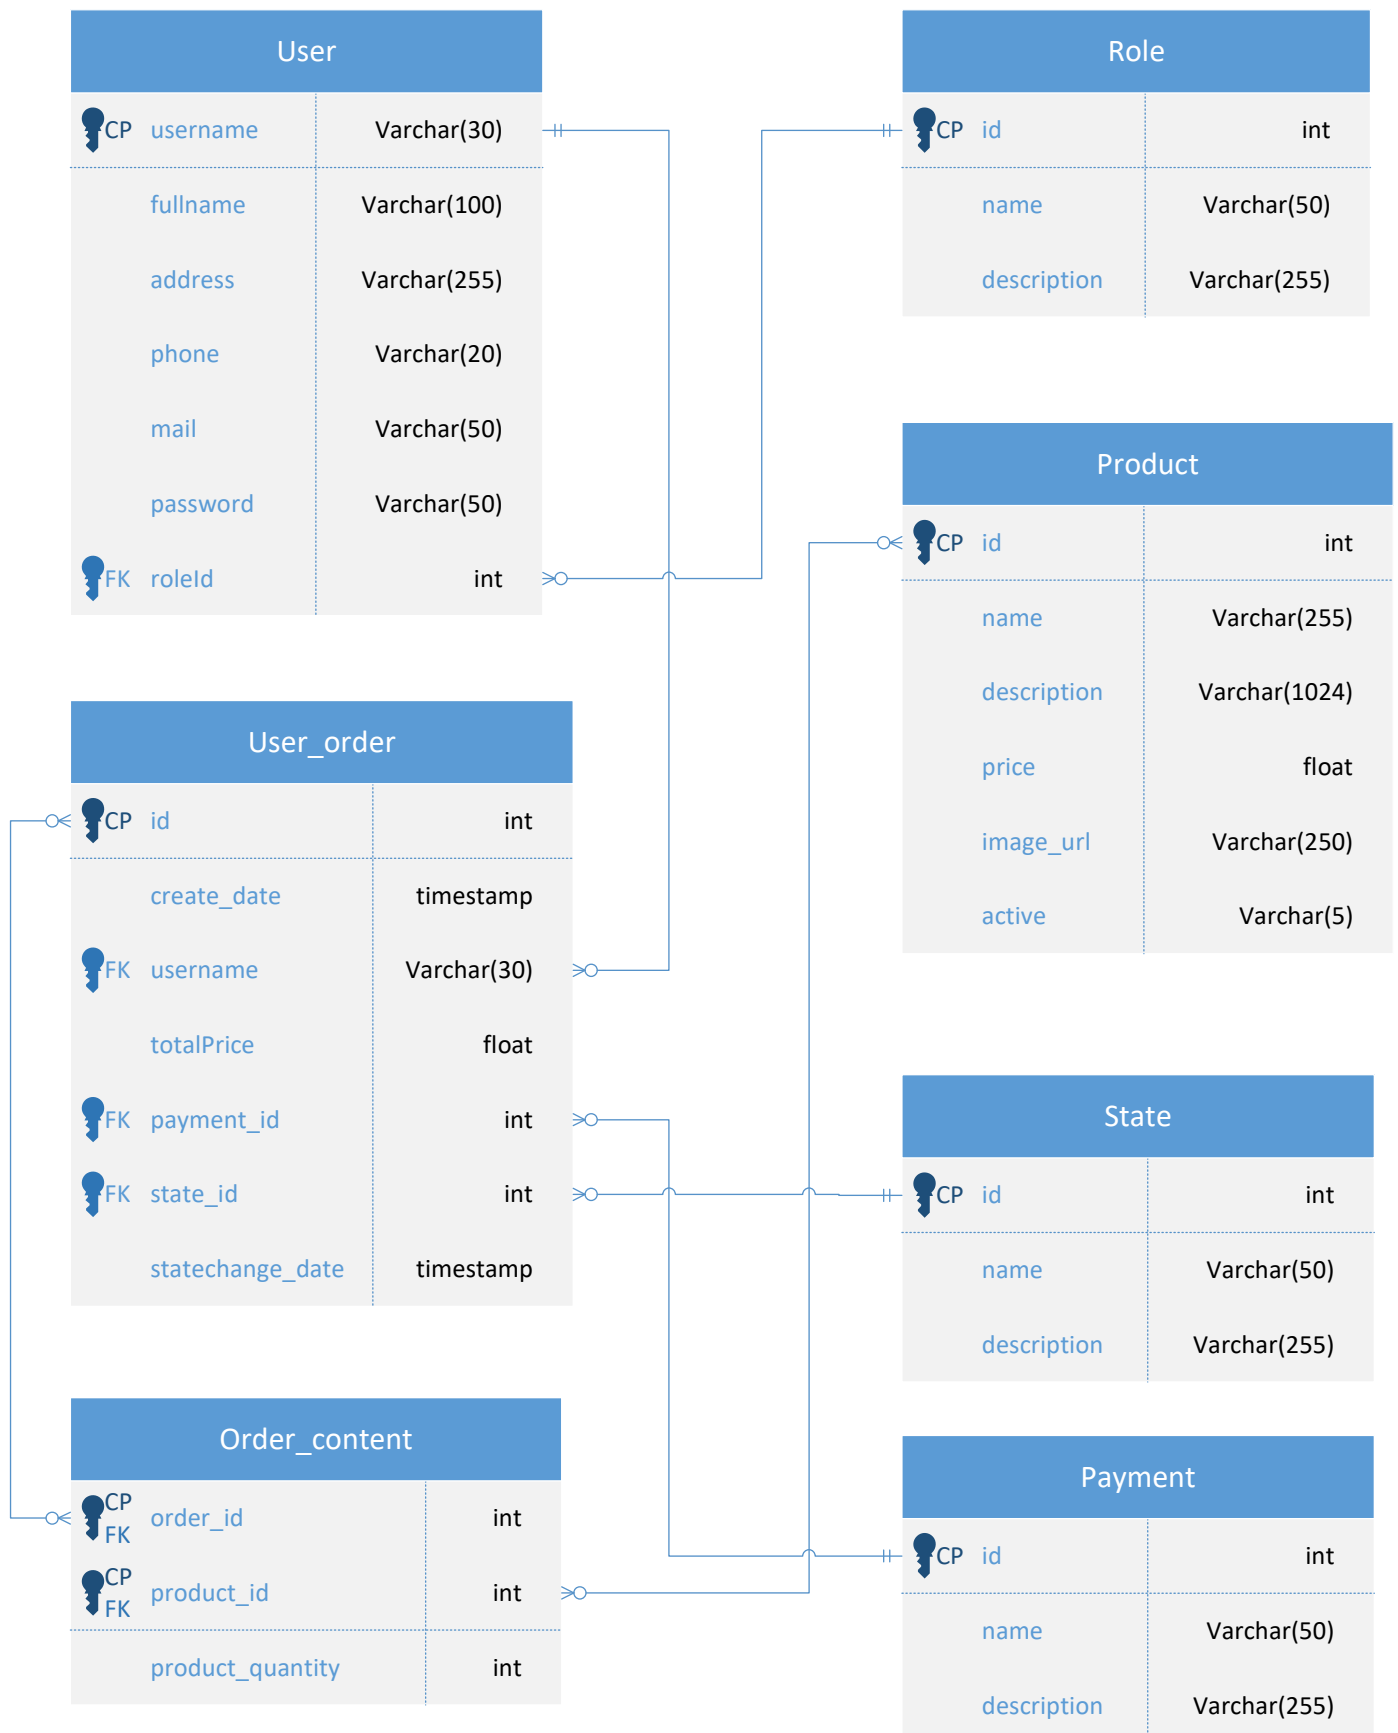 User
CP username Varchar(30)
fullname Varchar(100)
address Varchar(255)
phone Varchar(20)
mail Varchar(50)
password Varchar(50)
FK roleId int
Role
CP id int
name Varchar(50)
description Varchar(255)
Product
CP id int
name Varchar(255)
description Varchar(1024)
price float
image_url Varchar(250)
active Varchar(5)
User_order
CP id int
create_date timestamp
FK username Varchar(30)
totalPrice float
FK payment_id int
FK state_id int
statechange_date timestamp
State
CP id int
name Varchar(50)
description Varchar(255)
Order_content
CP FK order_id int
CP FK product_id int
product_quantity int
Payment
CP id int
name Varchar(50)
description Varchar(255)